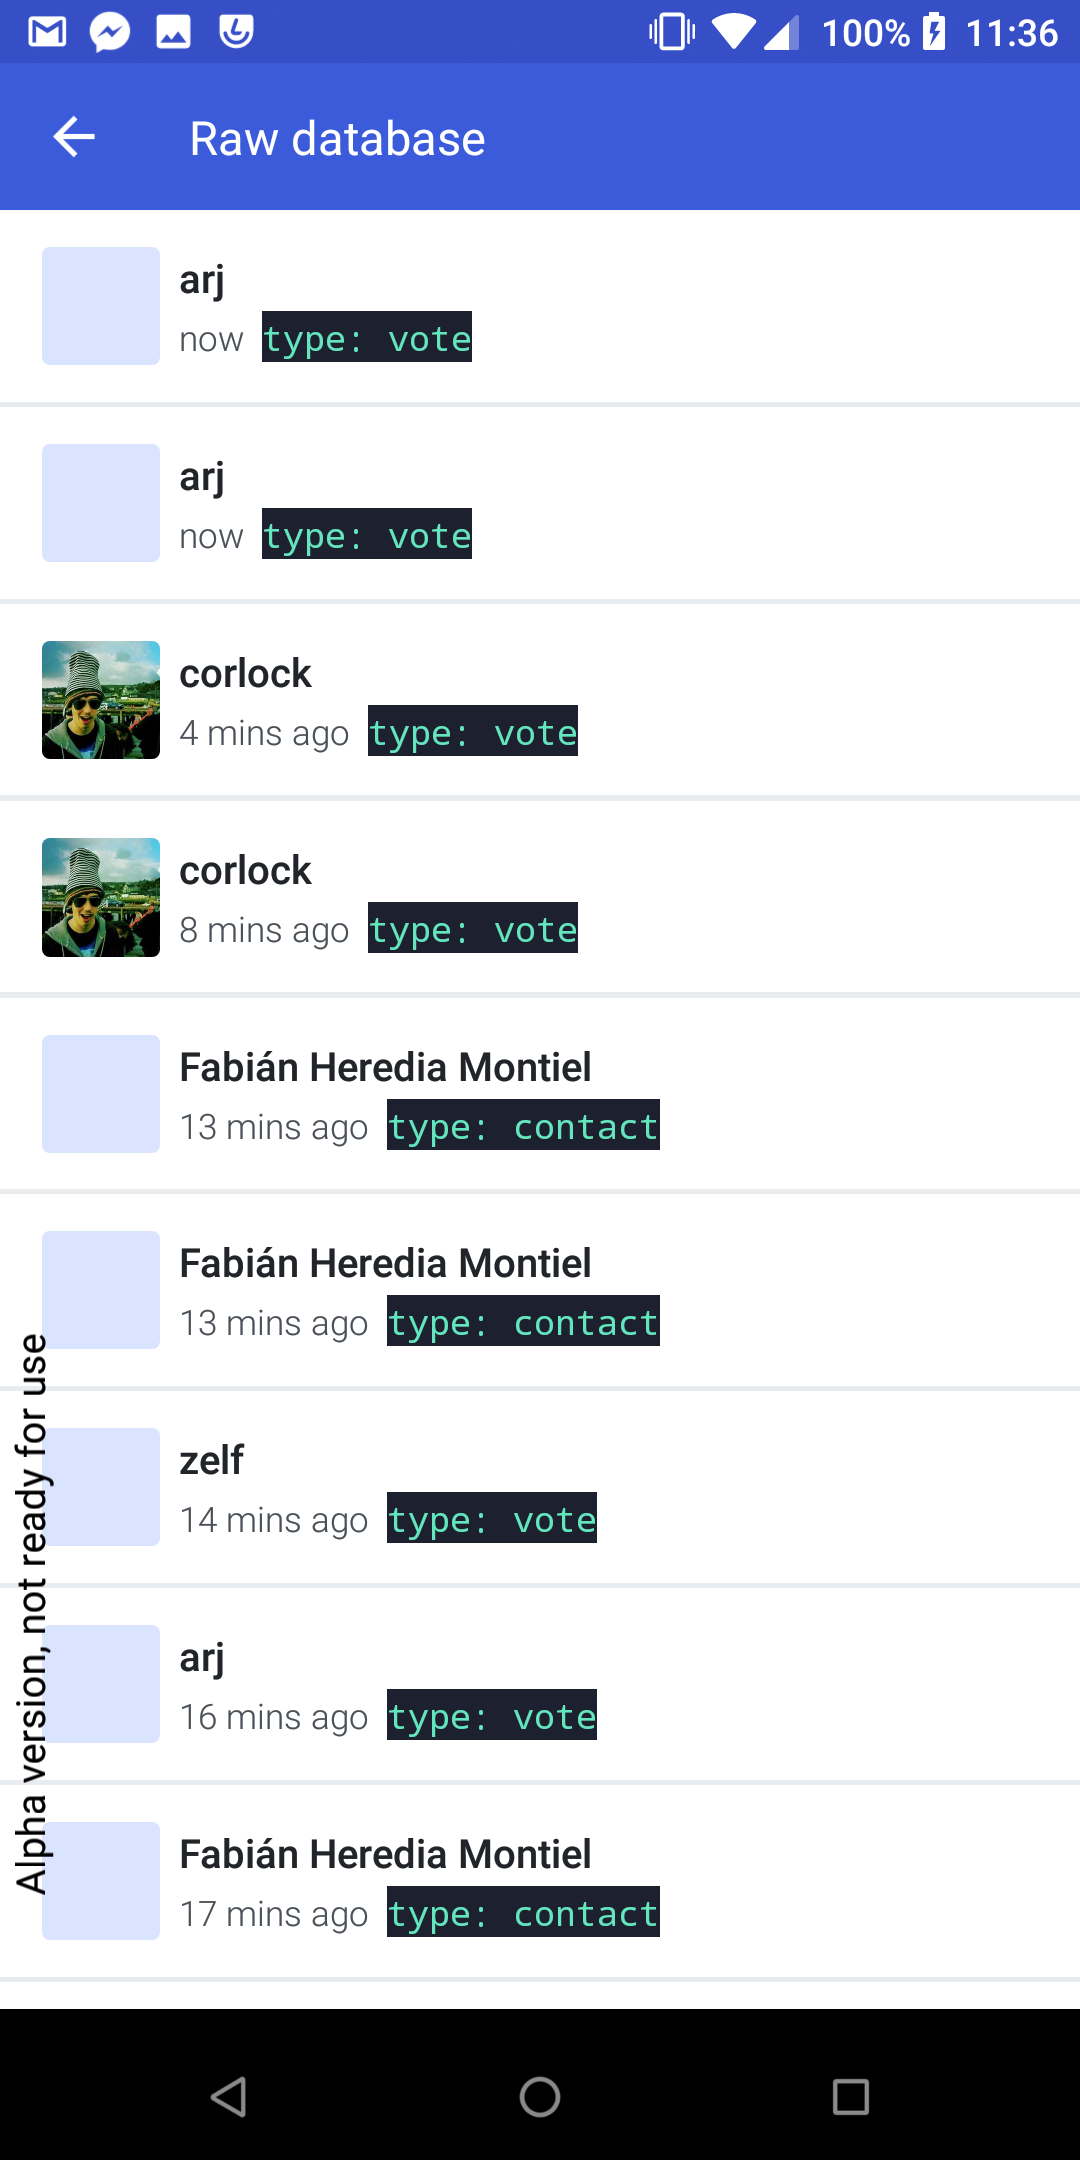 100% 11:36
Raw database
arj
now type: vote
arj
now type: vote
corlock
4 mins ago type: vote
corlock
8 mins ago type: vote
Fabián Heredia Montiel
13 mins ago type: contact
Fabián Heredia Montiel
13 mins ago type: contact
zelf
14 mins ago type: vote
arj
16 mins ago type: vote
Fabián Heredia Montiel
17 mins ago type: contact
Alpha version, not ready for use